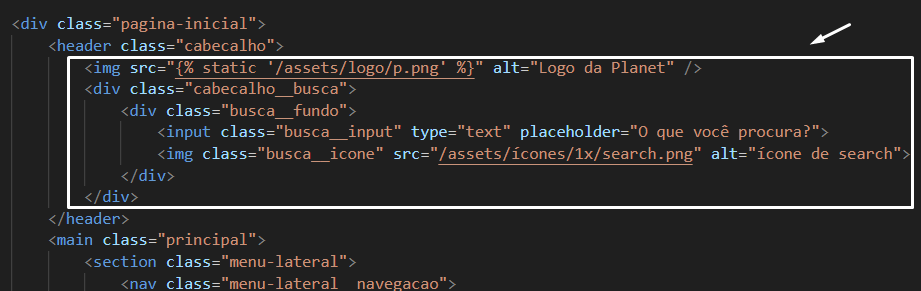 <div class="pagina-inicial">
<header class="cabecalho">
<img src="{% static '/assets/logo/p.png' %}" alt="Logo da Planet" />
<div class="cabecalho__busca">
<div class="busca__fundo">
<input class="busca__input" type="text" placeholder="O que você procura?">
<img class="busca__icone" src="/assets/ícones/1x/search.png" alt="ícone de search">
</div>
</div>
</header>
<main class="principal">
<section class="menu-lateral">
<nav class="menu-lateral__navegacao">